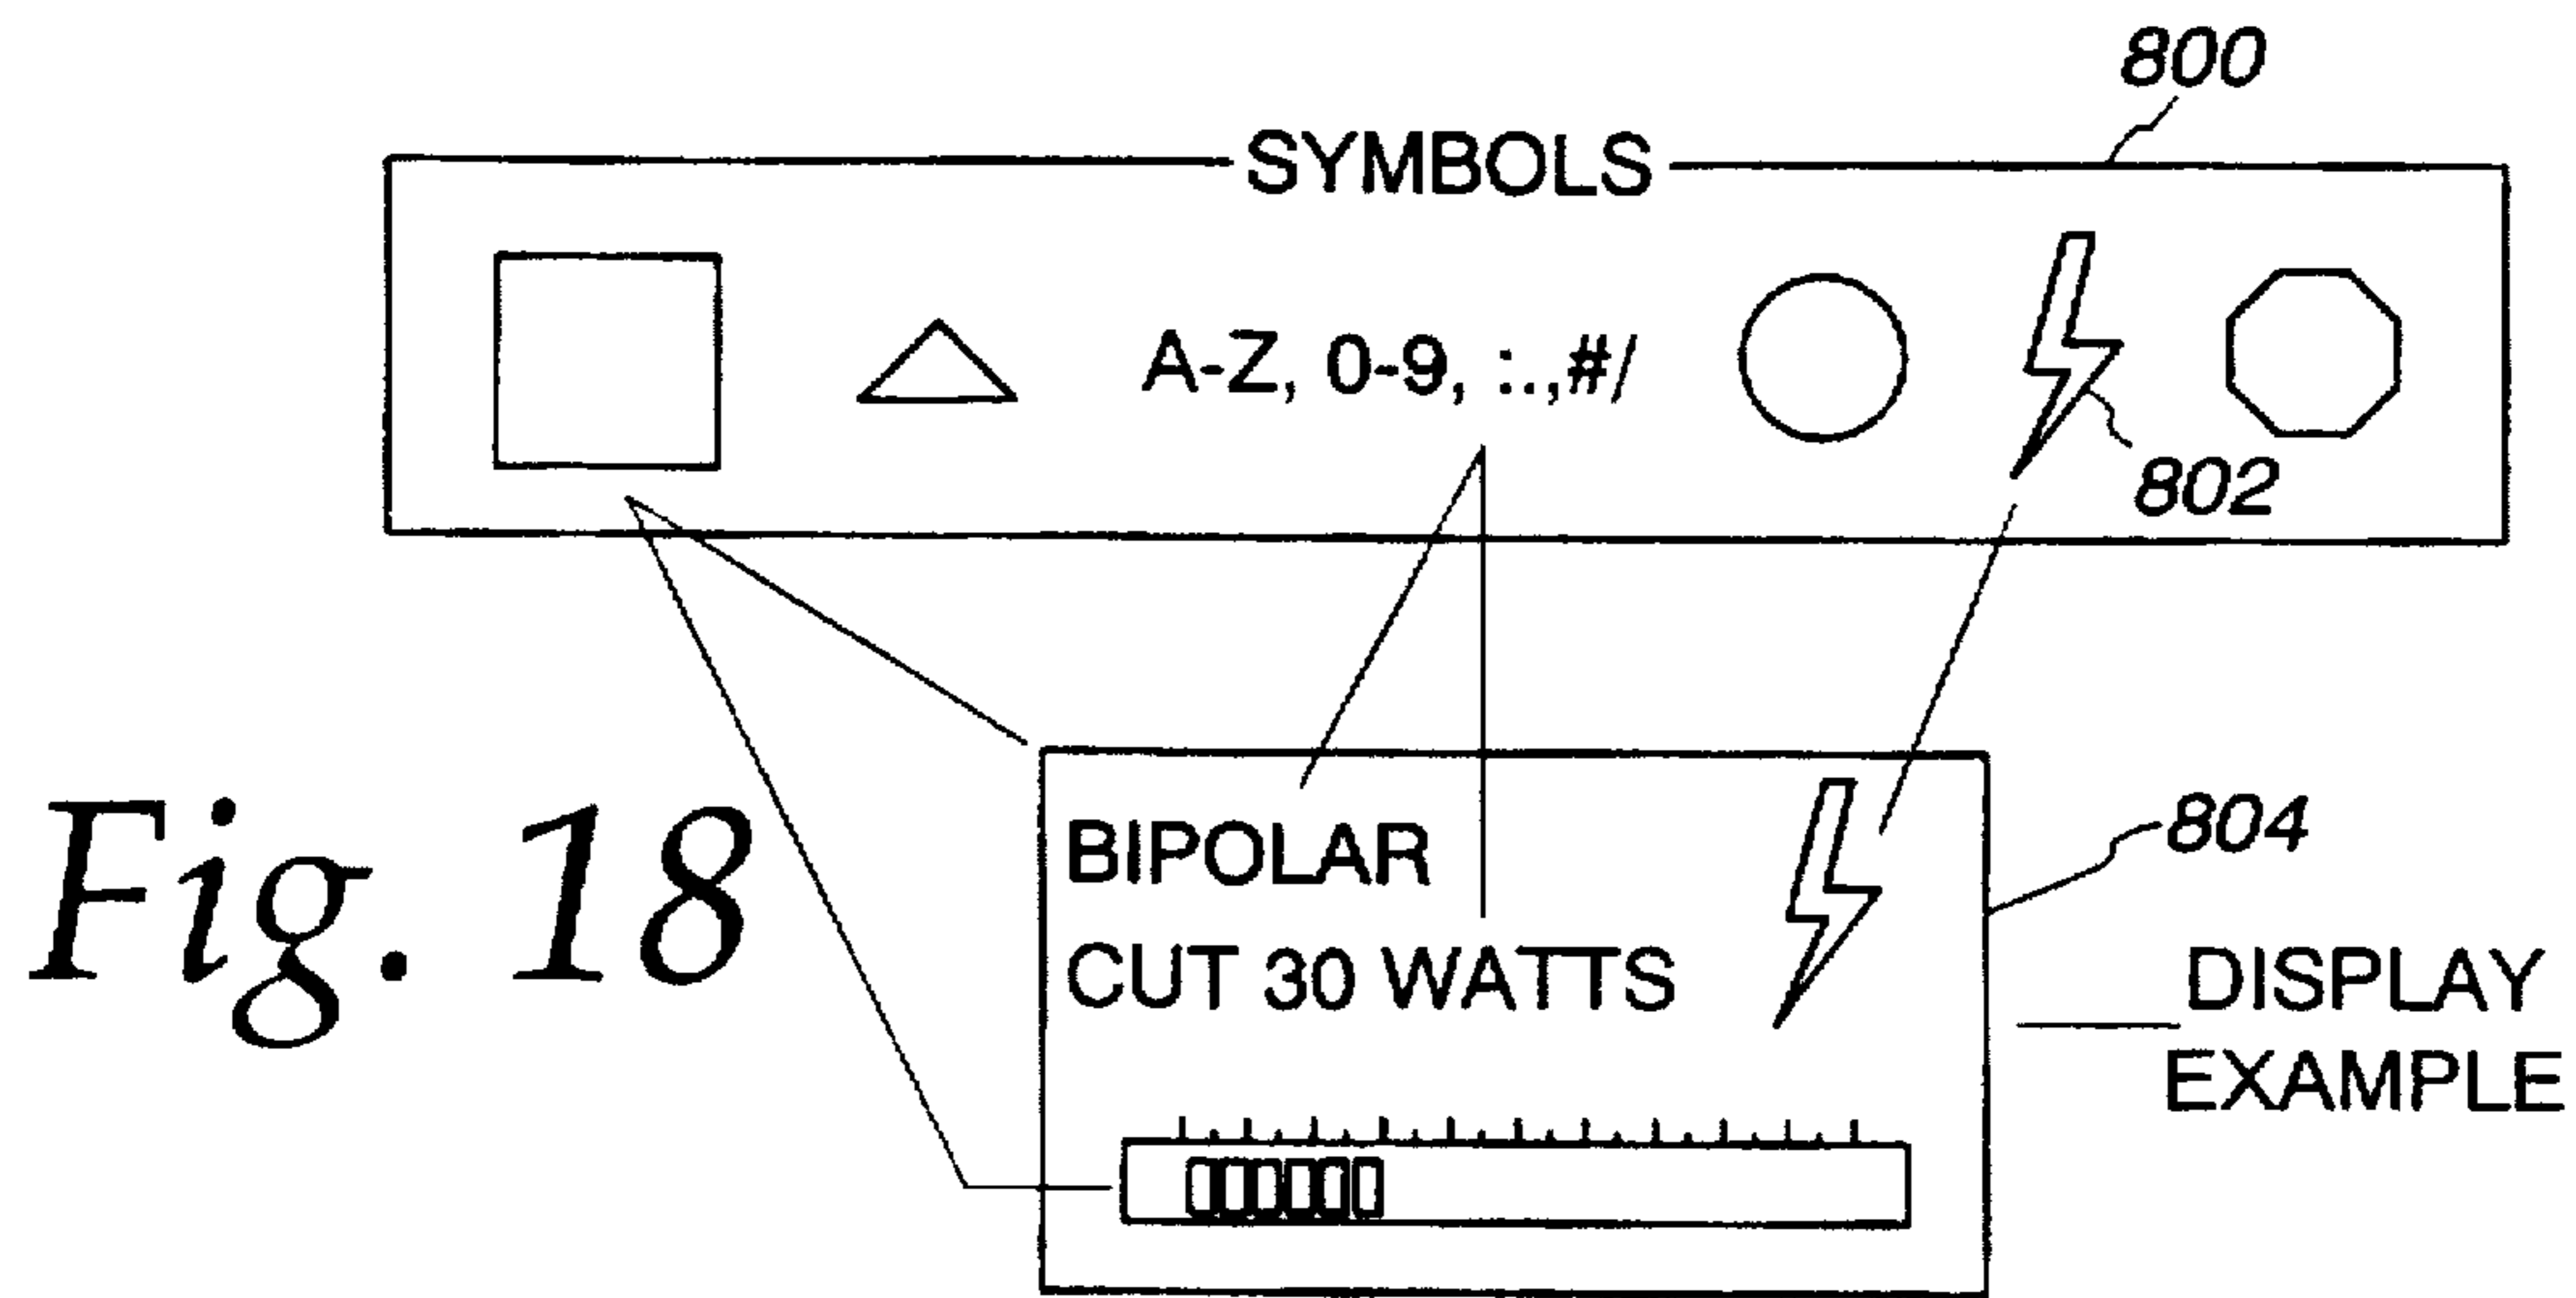 800
SYMBOLS
A-Z, 0-9, :.,#/
802
Fig. 18
BIPOLAR
CUT 30 WATTS
804
DISPLAY
EXAMPLE